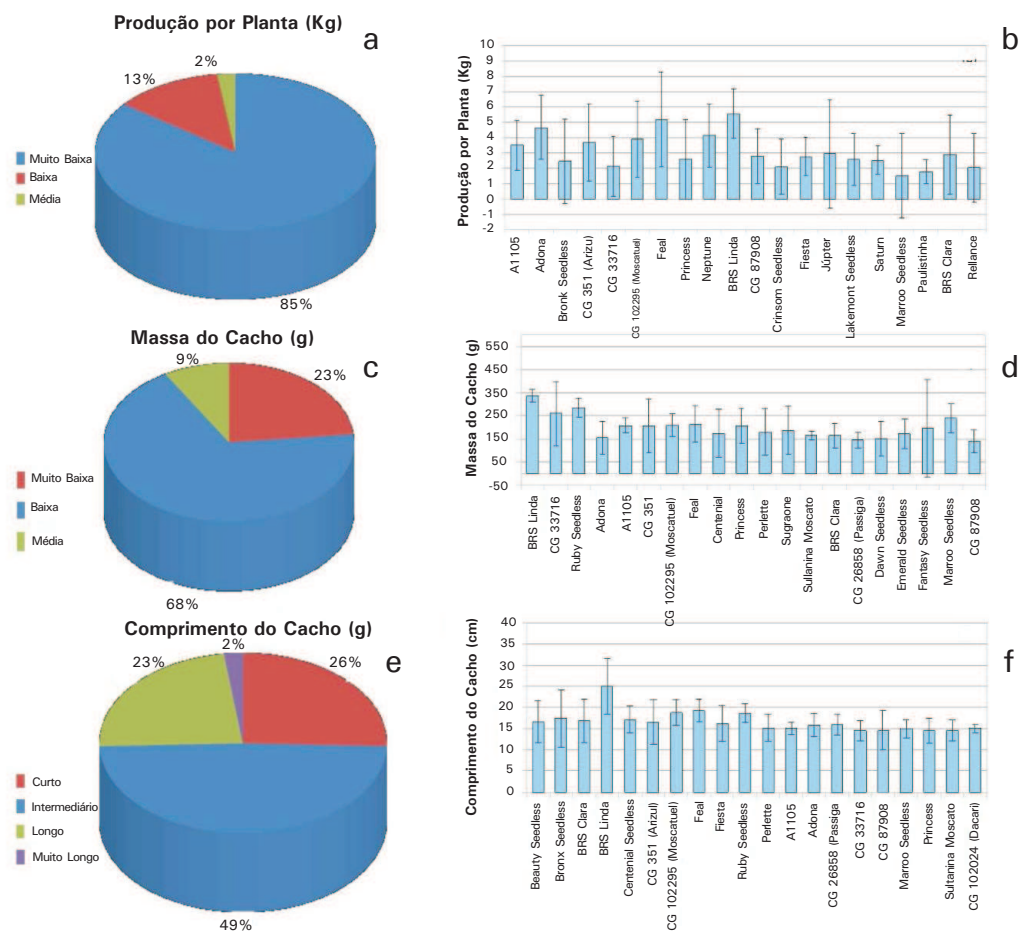 Produção por Planta (Kg)
a
2%
13%
Muito Baixa
Baixa
Média
85%
b
Produção por Planta (Kg)
10
9
8
7
6
5
4
3
2
1
0
-1
-2
A1105
Adona
Bronk Seedless
CG 351 (Arizu)
CG 33716
CG 102295 (Moscatuel)
Feal
Princess
Neptune
BRS Linda
CG 87908
Crinsom Seedless
Fiesta
Júpter
Lakemont Seedless
Saturn
Marroo Seedless
Paulistinha
BRS Clara
Rellance
Massa do Cacho (g)
c
9%
23%
Muito Baixa
Baixa
Média
68%
d
Massa do Cacho (g)
550
450
350
250
150
50
-50
BRS Linda
CG 33716
Ruby Seedless
Adona
A1105
CG 351
CG 102295 (Moscatuel)
Feal
Centenial
Princess
Perlette
Sugraone
Sullanina Moscato
BRS Clara
CG 26858 (Passiga)
Dawn Seedless
Emerald Seedless
Fantasy Seedless
Marroo Seedless
CG 87908
Comprimento do Cacho (g)
e
2%
23%
26%
Curto
Intermediário
Longo
Muito Longo
49%
f
Comprimento do Cacho (cm)
40
35
30
25
20
15
10
5
0
Beauty Seedless
Bronx Seedless
BRS Clara
BRS Linda
Centenial Seedless
CG 351 (Arizul)
CG 102295 (Moscatuel)
Feal
Fiesta
Ruby Seedless
Perlette
A1105
Adona
CG 26858 (Passiga
CG 33716
CG 87908
Marroo Seedless
Princess
Sultanina Moscato
CG 102024 (Dacari)